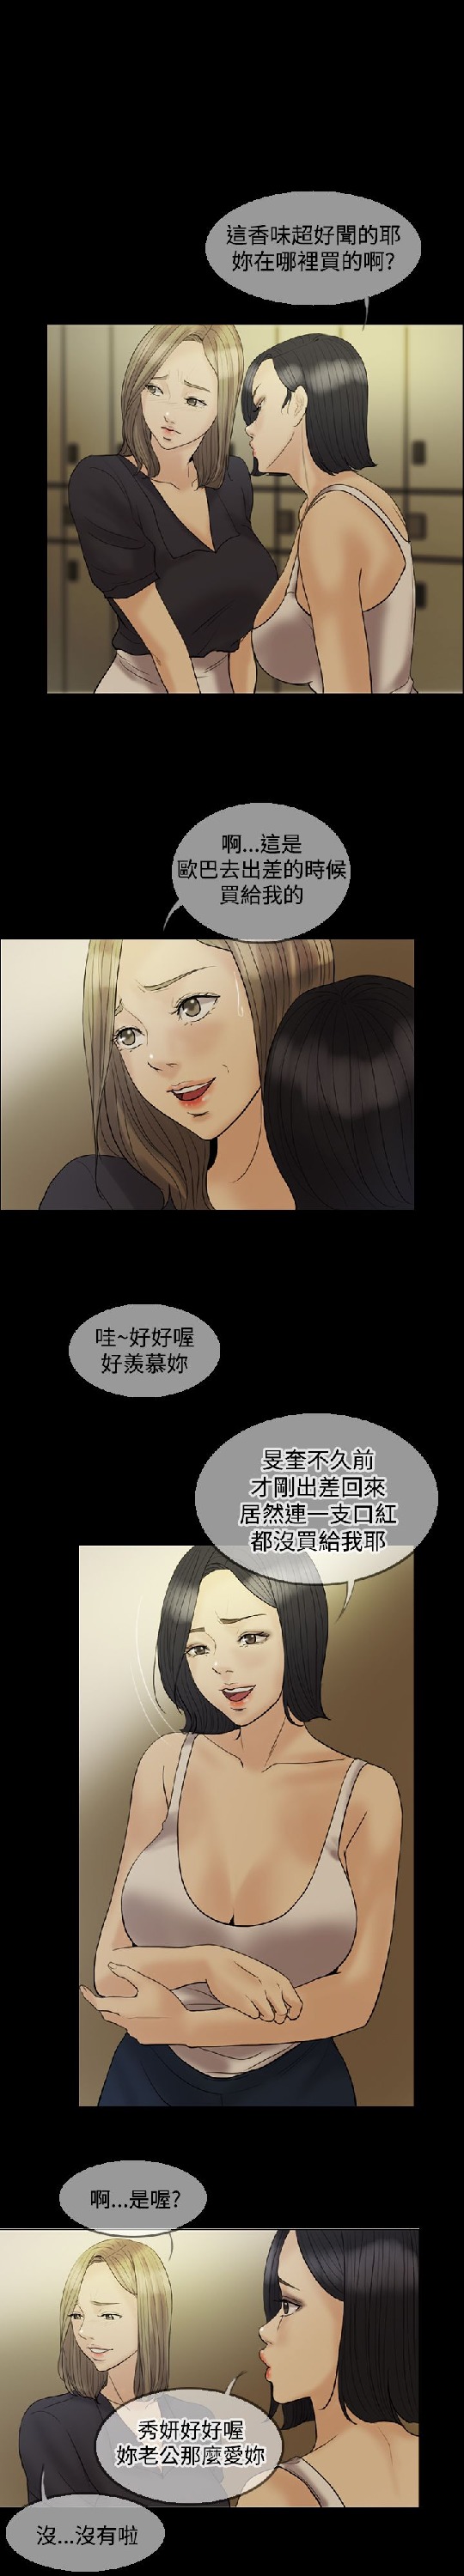 這香味超好聞的耶
妳在哪裡買的啊?
啊...這是
歐巴去出差的時候
買給我的
哇~好好喔
好羨慕妳
旻奎不久前
才剛出差回來
居然連一支口紅
都沒買給我耶
啊...是喔?
秀妍好好喔
妳老公那麼愛妳
沒...沒有啦